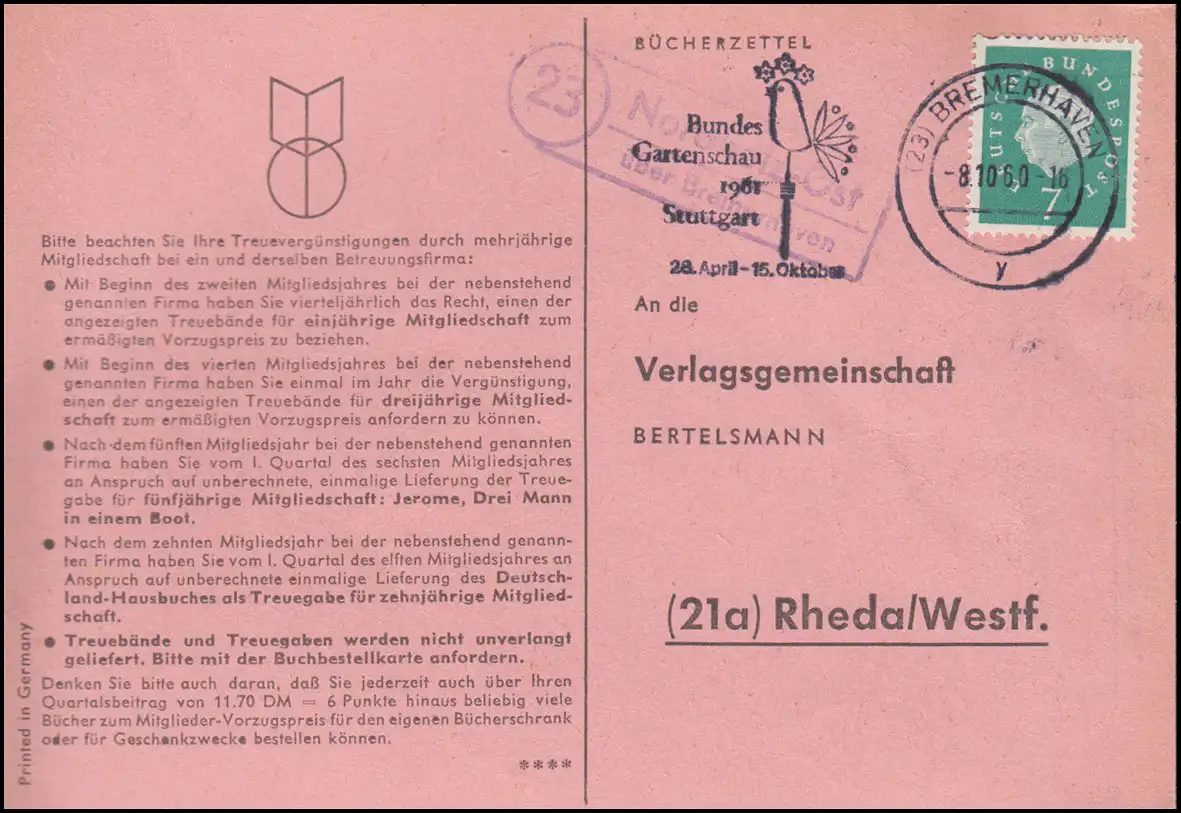 Bitte beachten Sie Ihre Treuevergünstigungen durch mehrjährige
Mitgliedschaft bei ein und derselben Betreuungsfirma:
● Mit Beginn des zweiten Mitgliedsjahres bei der nebenstehend
genannten Firma haben Sie vierteljährlich das Recht, einen der
angezeigten Treuebände für einjährige Mitgliedschaft zum
ermäßigten Vorzugspreis zu beziehen.
● Mit Beginn des vierten Mitgliedsjahres bei der nebenstehend
genannten Firma haben Sie einmal im Jahr die Vergünstigung,
einen der angezeigten Treuebände für dreijährige Mitglied-
schaft zum ermäßigten Vorzugspreis anfordern zu können.
● Nach dem fünften Mitgliedsjahr bei der nebenstehend genannten
Firma haben Sie vom I. Quartal des sechsten Mitgliedsjahres
an Anspruch auf unberechnete, einmalige Lieferung der Treue-
gabe für fünfjährige Mitgliedschaft: Jerome, Drei Mann
in einem Boot.
● Nach dem zehnten Mitgliedsjahr bei der nebenstehend genann-
ten Firma haben Sie vom I. Quartal des elften Mitgliedsjahres an
Anspruch auf unberechnete einmalige Lieferung des Deutsch-
land-Hausbuches als Treuegabe für zehnjährige Mitglied-
schaft.
● Treuebände und Treuegaben werden nicht unverlangt
geliefert. Bitte mit der Buchbestellkarte anfordern.
Denken Sie bitte auch daran, daß Sie jederzeit auch über Ihren
Quartalsbeitrag von 11.70 DM = 6 Punkte hinaus beliebig viele
Bücher zum Mitglieder-Vorzugspreis für den eigenen Bücherschrank
oder für Geschenkzwecke bestellen können.
****
Printed in Germany
BÜCHERZETTEL
23
über Bremerhaven
Bundes
Gartenschau
1961
Stuttgart
28. April-15. Oktober
(23) BREMERHAVEN
-8.10.60-16
y
DEUTSCHE BUNDESPOST
7
An die
Verlagsgemeinschaft
BERTELSMANN
(21a) Rheda/Westf.